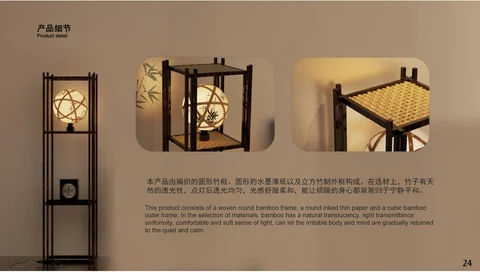 产品细节
Product detail
本产品由编织的圆形竹框、圆形的水墨薄纸以及立方竹制外框构成。在选材上，竹子有天
然的透光性，点灯后透光均匀，光感舒服柔和，能让烦躁的身心都渐渐归于宁静平和。
This product consists of a woven round bamboo frame, a round inked thin paper and a cubic bamboo
outer frame. In the selection of materials, bamboo has a natural translucency, light transmittance
uniformity, comfortable and soft sense of light, can let the irritable body and mind are gradually returned
to the quiet and calm.
24